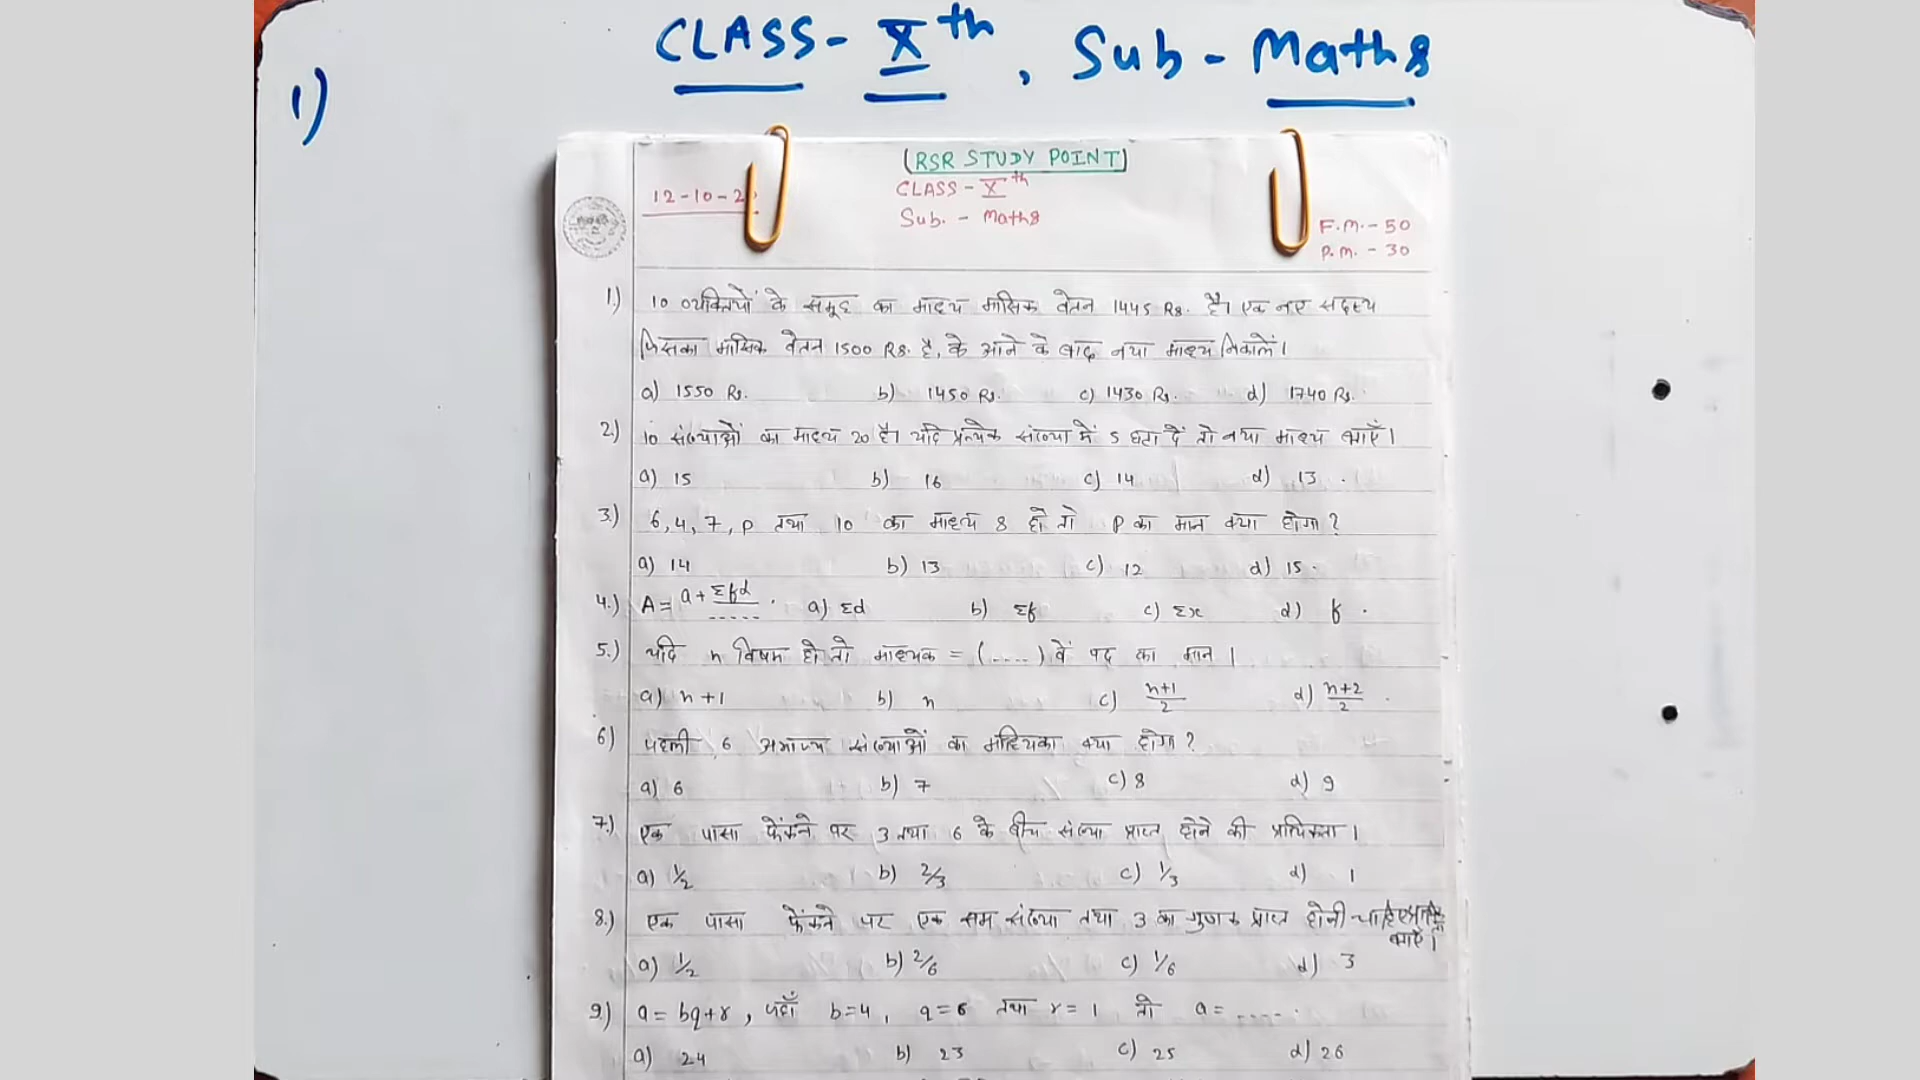 CLASS - Xth, Sub - Maths
1)
(RSR STUDY POINT)
12-10-2
CLASS - Xth
Sub. - Maths
F.M. - 50
P.M. - 30
1.) 10 व्यक्तियों के समूह का माध्य मासिक वेतन 1445 Rs. है। एक नए सदस्य
जिसका मासिक वेतन 1500 Rs. है, के आने के बाद नया माध्य निकालें।
a) 1550 Rs. b) 1450 Rs. c) 1430 Rs. d) 1740 Rs.
2.) 10 संख्याओं का माध्य 20 है। यदि प्रत्येक संख्या में 5 घटा दें तो नया माध्य बताएँ।
a) 15 b) 16 c) 14 d) 13
3.) 6, 4, 7, p तथा 10 का माध्य 8 हो तो p का मान क्या होगा ?
a) 14 b) 13 c) 12 d) 15
4.) A = a + Σfd/..... a) Σd b) Σf c) Σx d) f
5.) यदि n विषम हो तो माध्यक = (.....) वें पद का मान।
a) n+1 b) n c) n+1/2 d) n+2/2
6) पहली 6 अभाज्य संख्याओं का मध्यिका क्या होगा ?
a) 6 b) 7 c) 8 d) 9
7.) एक पासा फेंकने पर 3 तथा 6 के बीच संख्या प्राप्त होने की प्रायिकता।
a) 1/2 b) 2/3 c) 1/3 d) 1
8.) एक पासा फेंकने पर एक सम संख्या तथा 3 का गुणक प्राप्त होनी चाहिए
बताएँ।
a) 1/2 b) 2/6 c) 1/6 d) 3
9) a = bq + r, जहाँ b = 4, q = 6 तथा r = 1 तो a = .....
a) 24 b) 23 c) 25 d) 26